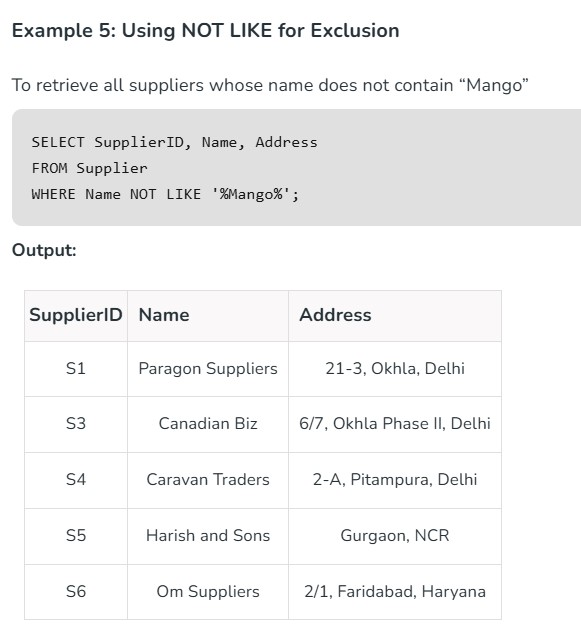 Example 5: Using NOT LIKE for Exclusion
To retrieve all suppliers whose name does not contain “Mango”
SELECT SupplierID, Name, Address
FROM Supplier
WHERE Name NOT LIKE '%Mango%';
Output:
SupplierID Name Address
S1 Paragon Suppliers 21-3, Okhla, Delhi
S3 Canadian Biz 6/7, Okhla Phase II, Delhi
S4 Caravan Traders 2-A, Pitampura, Delhi
S5 Harish and Sons Gurgaon, NCR
S6 Om Suppliers 2/1, Faridabad, Haryana